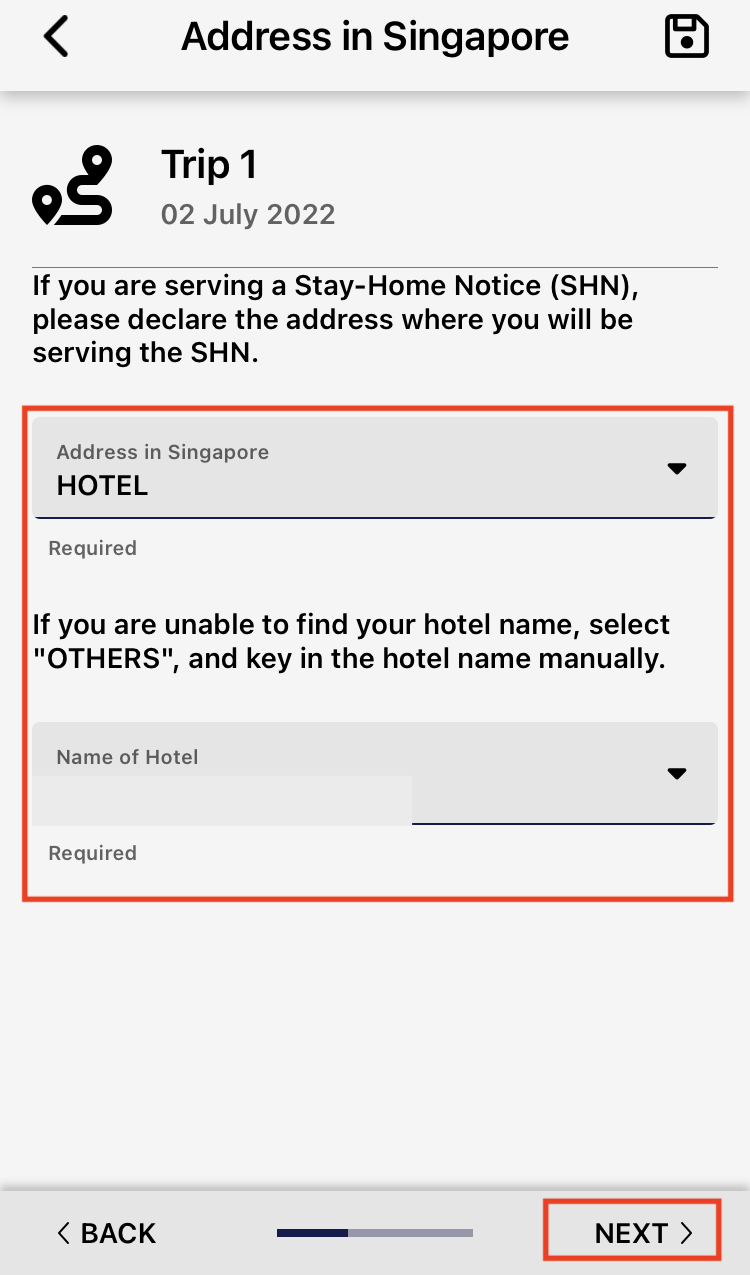 Address in Singapore
Trip 1
02 July 2022
If you are serving a Stay-Home Notice (SHN),
please declare the address where you will be
serving the SHN.
Address in Singapore
HOTEL
Required
If you are unable to find your hotel name, select
"OTHERS", and key in the hotel name manually.
Name of Hotel
Required
BACK
NEXT